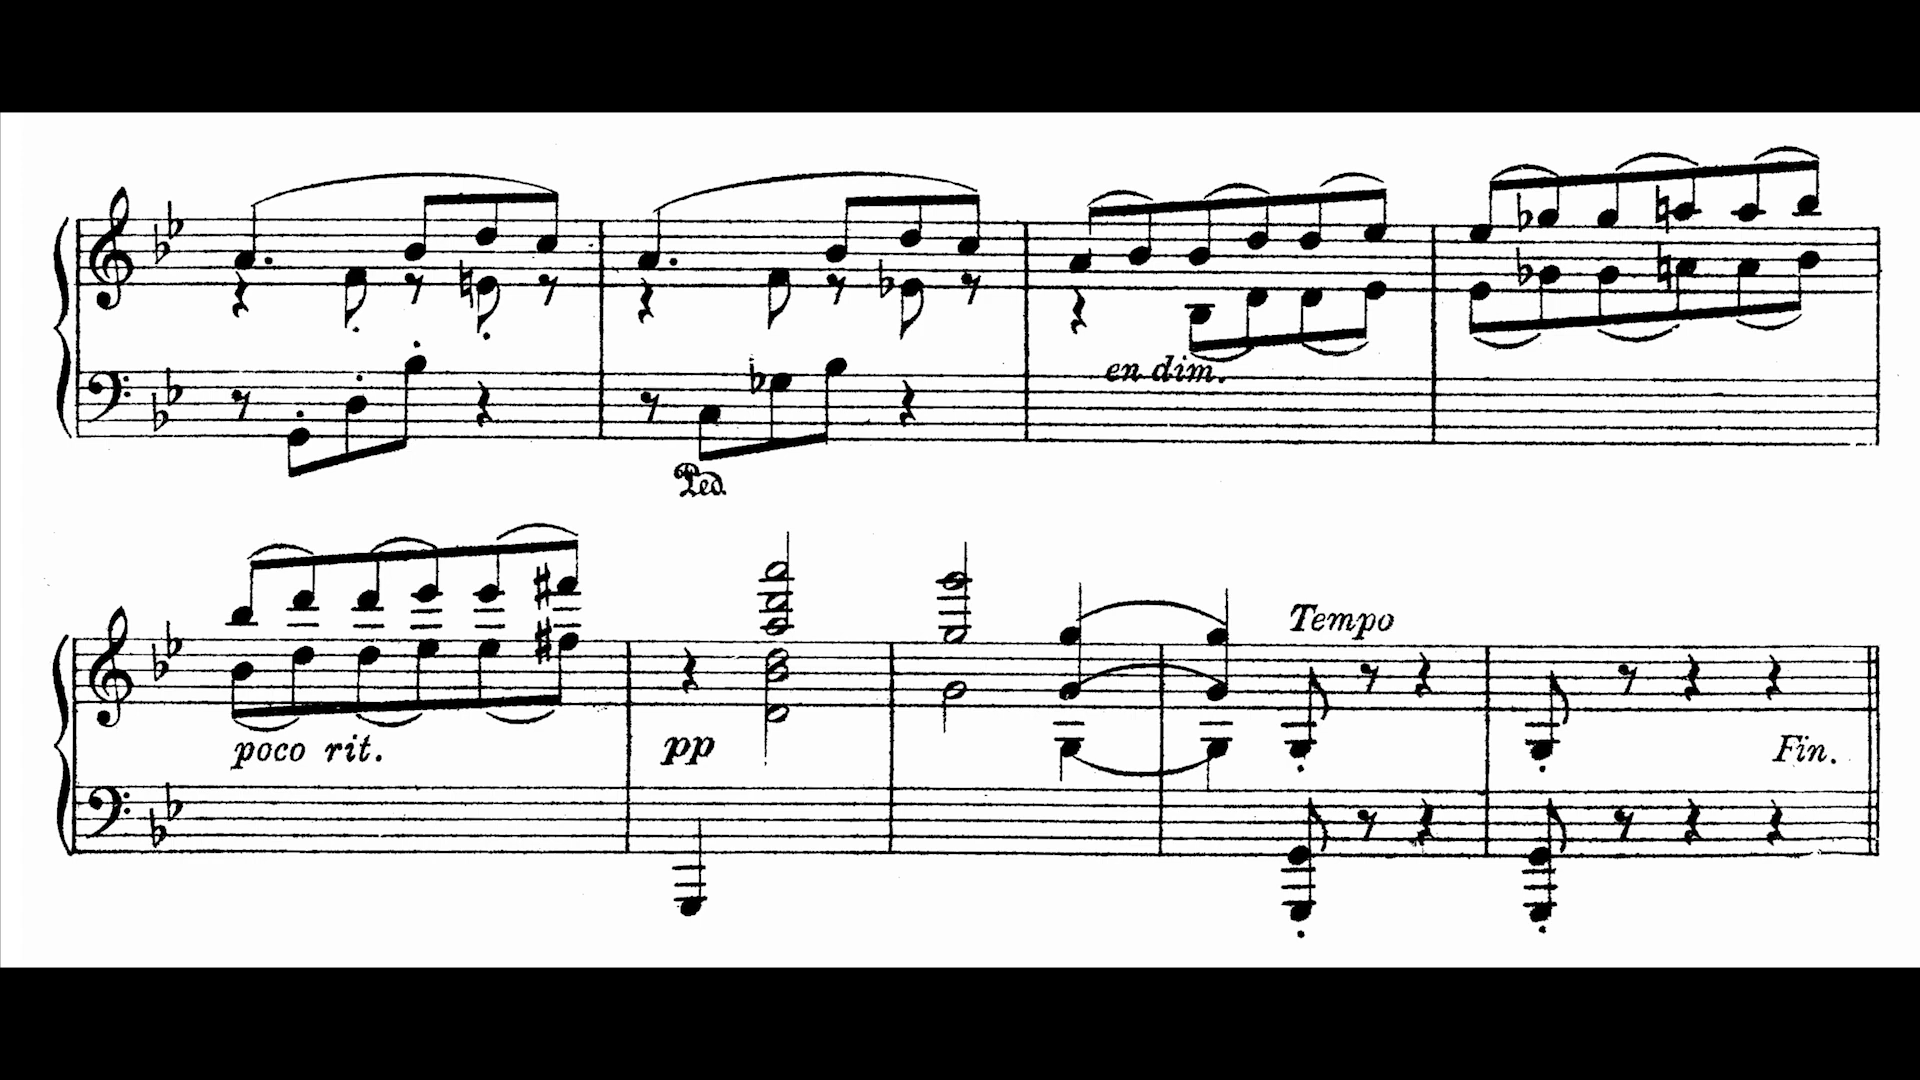 en dim.
Ped.
Tempo
poco rit.
pp
Fin.